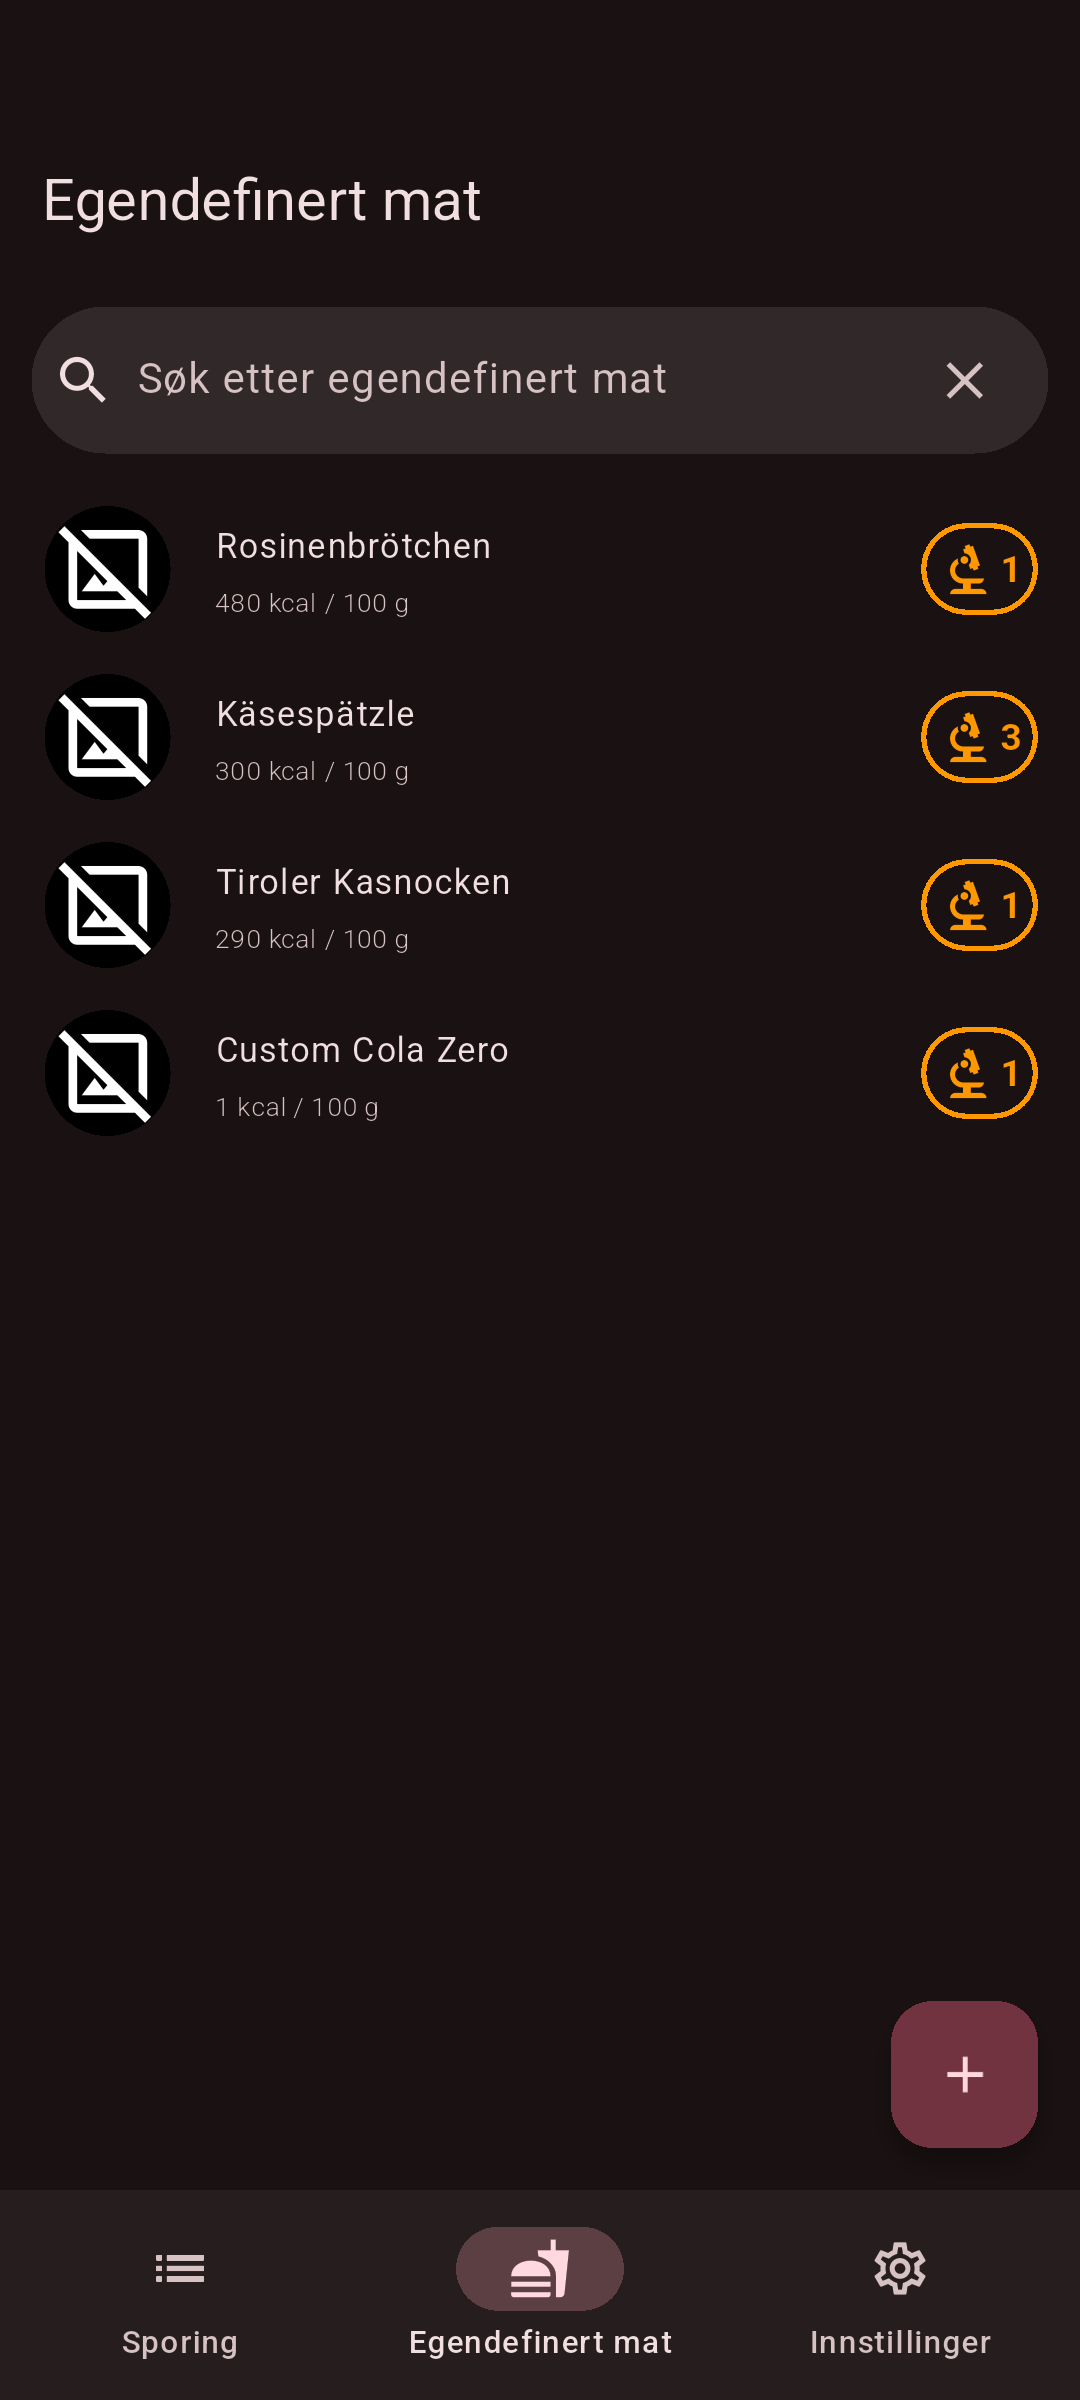 Egendefinert mat
Søk etter egendefinert mat
Rosinenbrötchen
480 kcal / 100 g
1
Käsespätzle
300 kcal / 100 g
3
Tiroler Kasnocken
290 kcal / 100 g
1
Custom Cola Zero
1 kcal / 100 g
1
Sporing
Egendefinert mat
Innstillinger